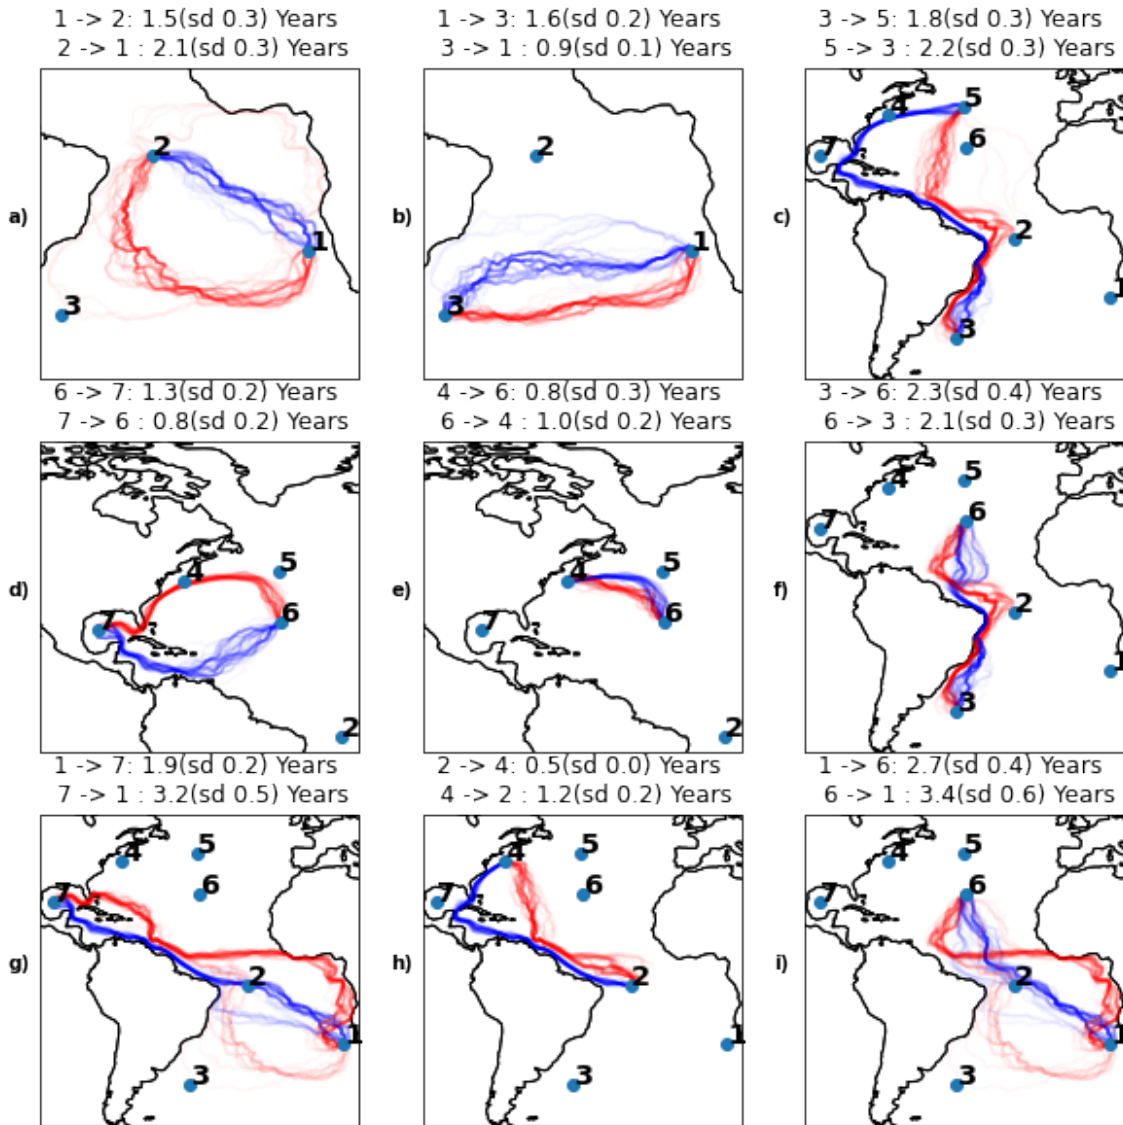 1 -> 2: 1.5(sd 0.3) Years
2 -> 1 : 2.1(sd 0.3) Years
1 -> 3: 1.6(sd 0.2) Years
3 -> 1 : 0.9(sd 0.1) Years
3 -> 5: 1.8(sd 0.3) Years
5 -> 3 : 2.2(sd 0.3) Years
a)
2
1
3
b)
2
1
3
c)
4
5
7
6
2
1
3
6 -> 7: 1.3(sd 0.2) Years
7 -> 6 : 0.8(sd 0.2) Years
4 -> 6: 0.8(sd 0.3) Years
6 -> 4 : 1.0(sd 0.2) Years
3 -> 6: 2.3(sd 0.4) Years
6 -> 3 : 2.1(sd 0.3) Years
d)
5
4
7
6
2
e)
5
4
7
6
2
f)
5
4
6
7
2
1
3
1 -> 7: 1.9(sd 0.2) Years
7 -> 1 : 3.2(sd 0.5) Years
2 -> 4: 0.5(sd 0.0) Years
4 -> 2 : 1.2(sd 0.2) Years
1 -> 6: 2.7(sd 0.4) Years
6 -> 1 : 3.4(sd 0.6) Years
g)
5
4
6
7
2
1
3
h)
5
4
6
7
2
1
3
i)
5
4
6
7
2
1
3